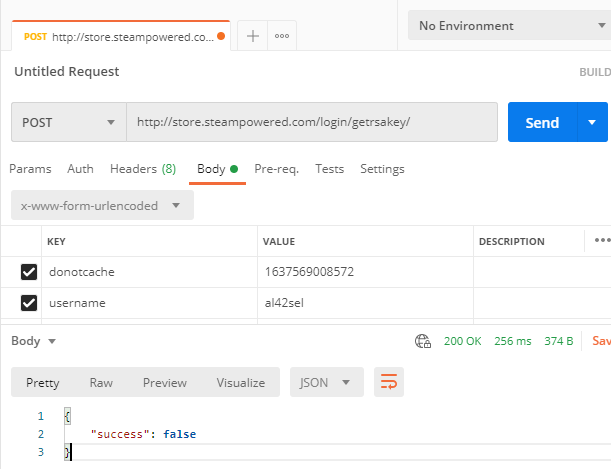 POST http://store.steampowered.co... No Environment
Untitled Request BUILD
POST http://store.steampowered.com/login/getrsakey/ Send
Params Auth Headers (8) Body Pre-req. Tests Settings
x-www-form-urlencoded
KEY VALUE DESCRIPTION
donotcache 1637569008572
username al42sel
Body 200 OK 256 ms 374 B Sav
Pretty Raw Preview Visualize JSON
1 {
2 "success": false
3 }